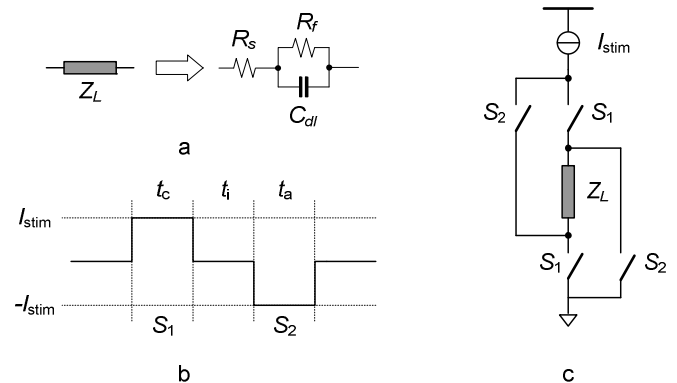 Z_L
R_s
R_f
C_dl
a
t_c t_i t_a
I_stim
-I_stim
S_1 S_2
b
I_stim
S_2 S_1
Z_L
S_1 S_2
c